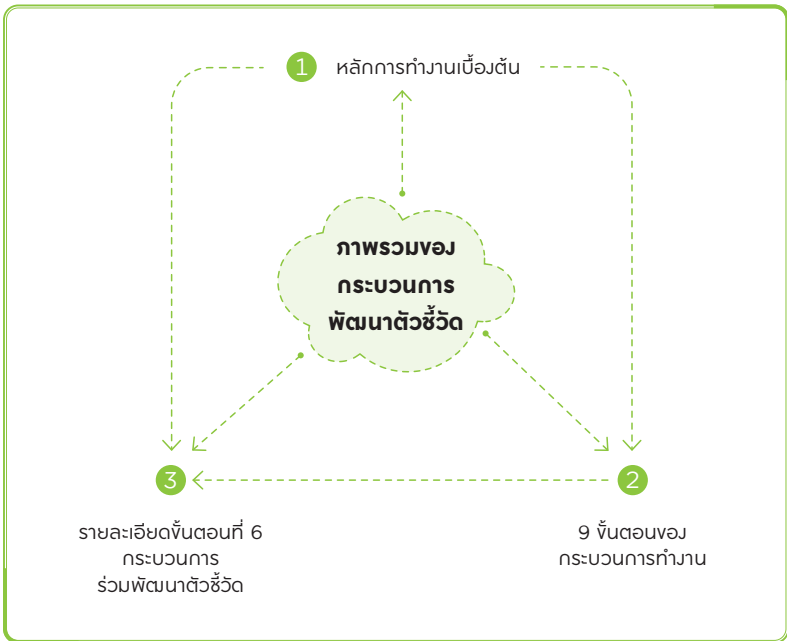 1 หลักการทำงานเบื้องต้น
ภาพรวมของ
กระบวนการ
พัฒนาตัวชี้วัด
3
2
รายละเอียดขั้นตอนที่ 6
กระบวนการ
ร่วมพัฒนาตัวชี้วัด
9 ขั้นตอนของ
กระบวนการทำงาน